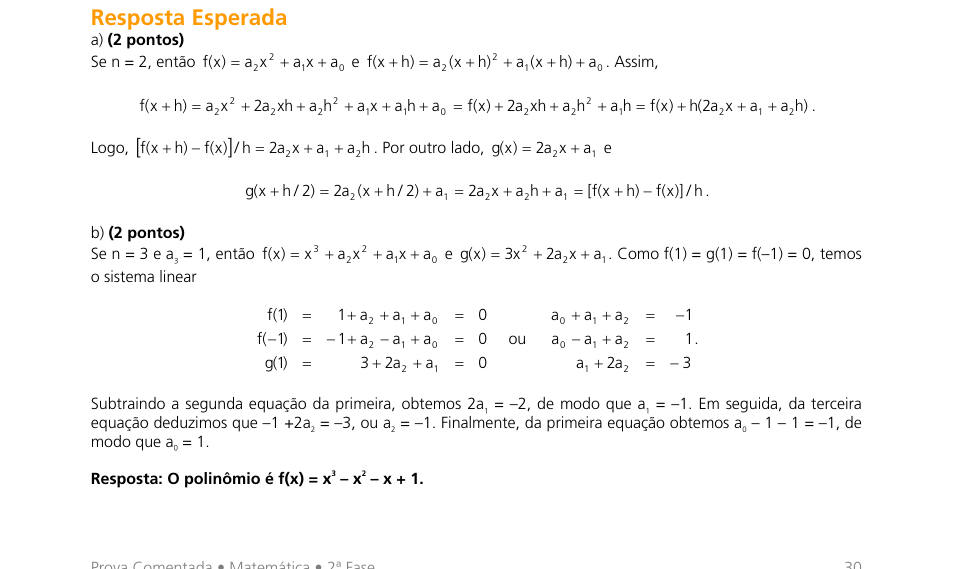 Resposta Esperada
a) (2 pontos)
Se n = 2, então f(x) = a₂x² + a₁x + a₀ e f(x + h) = a₂(x + h)² + a₁(x + h) + a₀. Assim,
f(x + h) = a₂x² + 2a₂xh + a₂h² + a₁x + a₁h + a₀ = f(x) + 2a₂xh + a₂h² + a₁h = f(x) + h(2a₂x + a₁ + a₂h).
Logo, [f(x + h) – f(x)]/h = 2a₂x + a₁ + a₂h. Por outro lado, g(x) = 2a₂x + a₁ e
g(x + h/2) = 2a₂(x + h/2) + a₁ = 2a₂x + a₂h + a₁ = [f(x + h) – f(x)]/h.
b) (2 pontos)
Se n = 3 e a₃ = 1, então f(x) = x³ + a₂x² + a₁x + a₀ e g(x) = 3x² + 2a₂x + a₁. Como f(1) = g(1) = f(–1) = 0, temos
o sistema linear
f(1) = 1 + a₂ + a₁ + a₀ = 0 a₀ + a₁ + a₂ = –1
f(–1) = –1 + a₂ – a₁ + a₀ = 0 ou a₀ – a₁ + a₂ = 1.
g(1) = 3 + 2a₂ + a₁ = 0 a₁ + 2a₂ = –3
Subtraindo a segunda equação da primeira, obtemos 2a₁ = –2, de modo que a₁ = –1. Em seguida, da terceira
equação deduzimos que –1 +2a₂ = –3, ou a₂ = –1. Finalmente, da primeira equação obtemos a₀ – 1 – 1 = –1, de
modo que a₀ = 1.
Resposta: O polinômio é f(x) = x³ – x² – x + 1.
Prova Comentada • Matemática • 2ª Fase 30